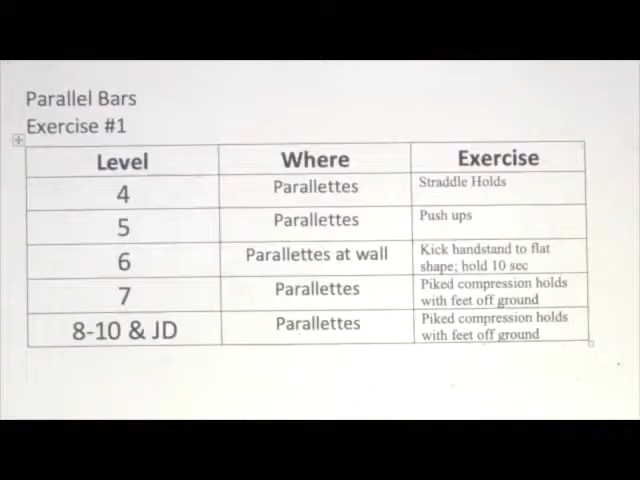 Parallel Bars
Exercise #1
Level Where Exercise
4 Parallettes Straddle Holds
5 Parallettes Push ups
6 Parallettes at wall Kick handstand to flat
shape; hold 10 sec
7 Parallettes Piked compression holds
with feet off ground
8-10 & JD Parallettes Piked compression holds
with feet off ground